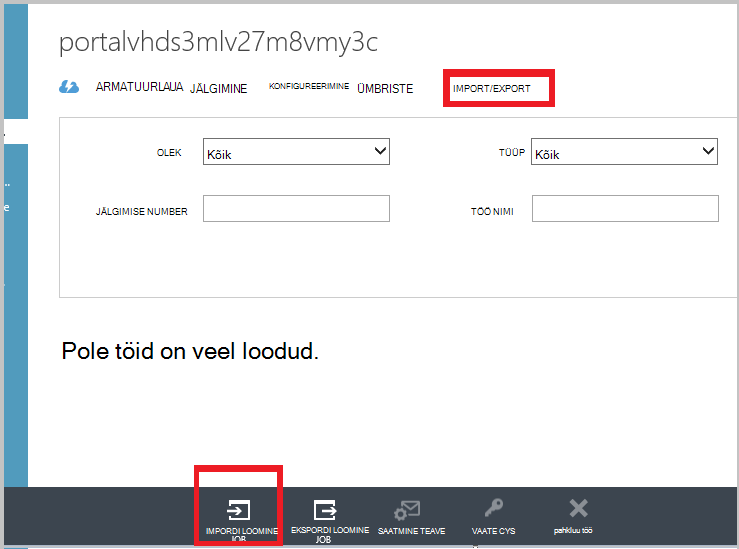 portalvhds3mlv27m8vmy3c
ARMATUURLAUA JÄLGIMINE KONFIGUREERIMINE ÜMBRISTE IMPORT/EXPORT
OLEK Kõik TÜÜP Kõik
JÄLGIMISE NUMBER TÖÖ NIMI
Pole töid on veel loodud.
IMPORDI LOOMINE JOB
EKSPORDI LOOMINE JOB
SAATMINE TEAVE
VAATE CYS
pahkluu töö